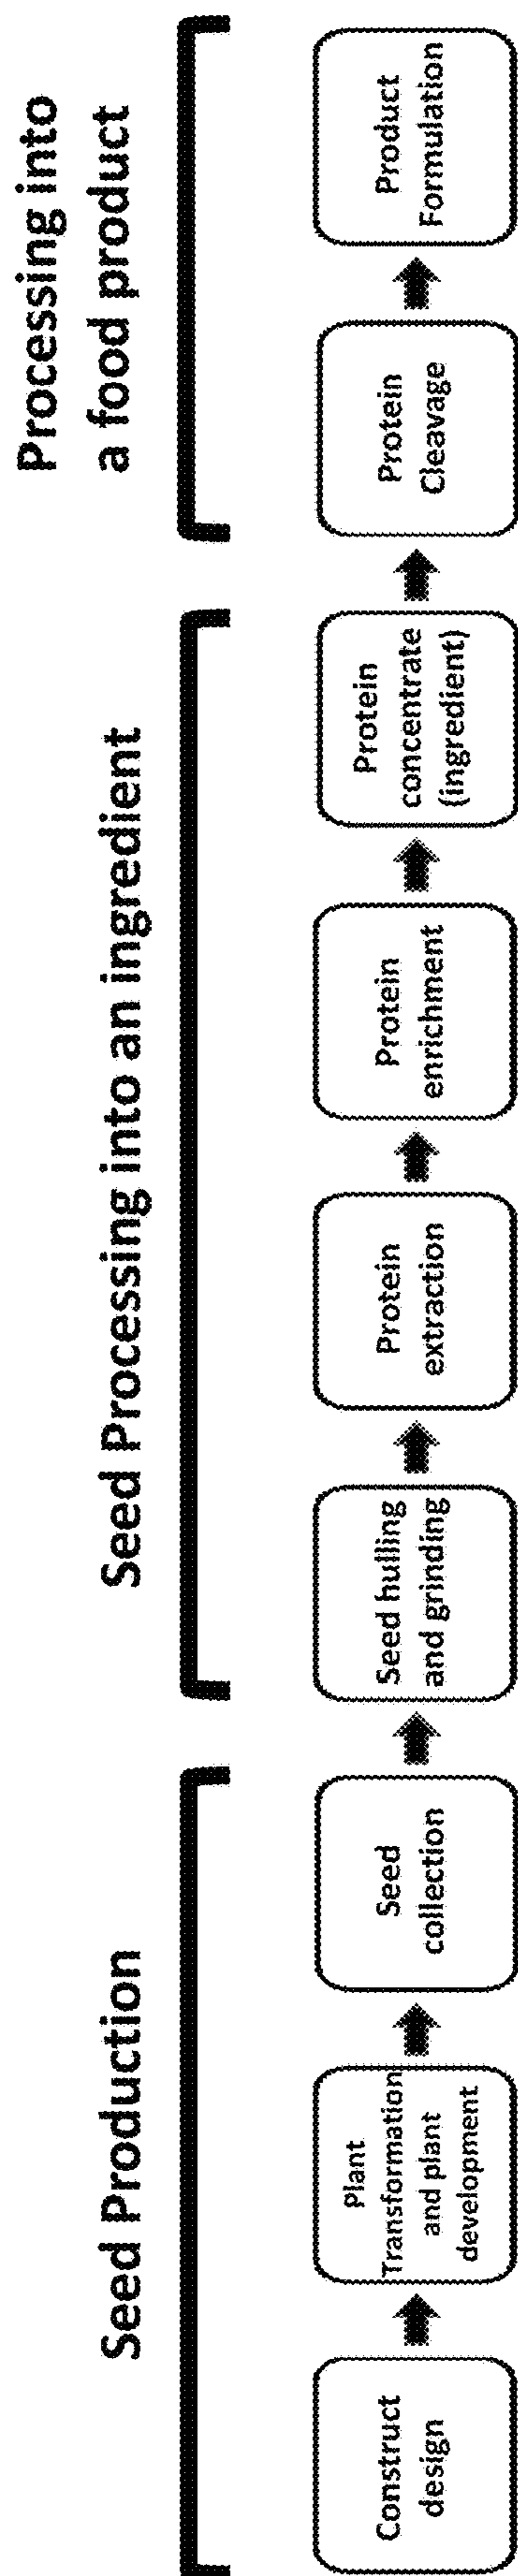 Seed Production
Seed Processing into an ingredient
Processing into
a food product
Construct
design
Plant
Transformation
and plant
development
Seed
collection
Seed hulling
and grinding
Protein
extraction
Protein
enrichment
Protein
concentrate
(ingredient)
Protein
Cleavage
Product
Formulation